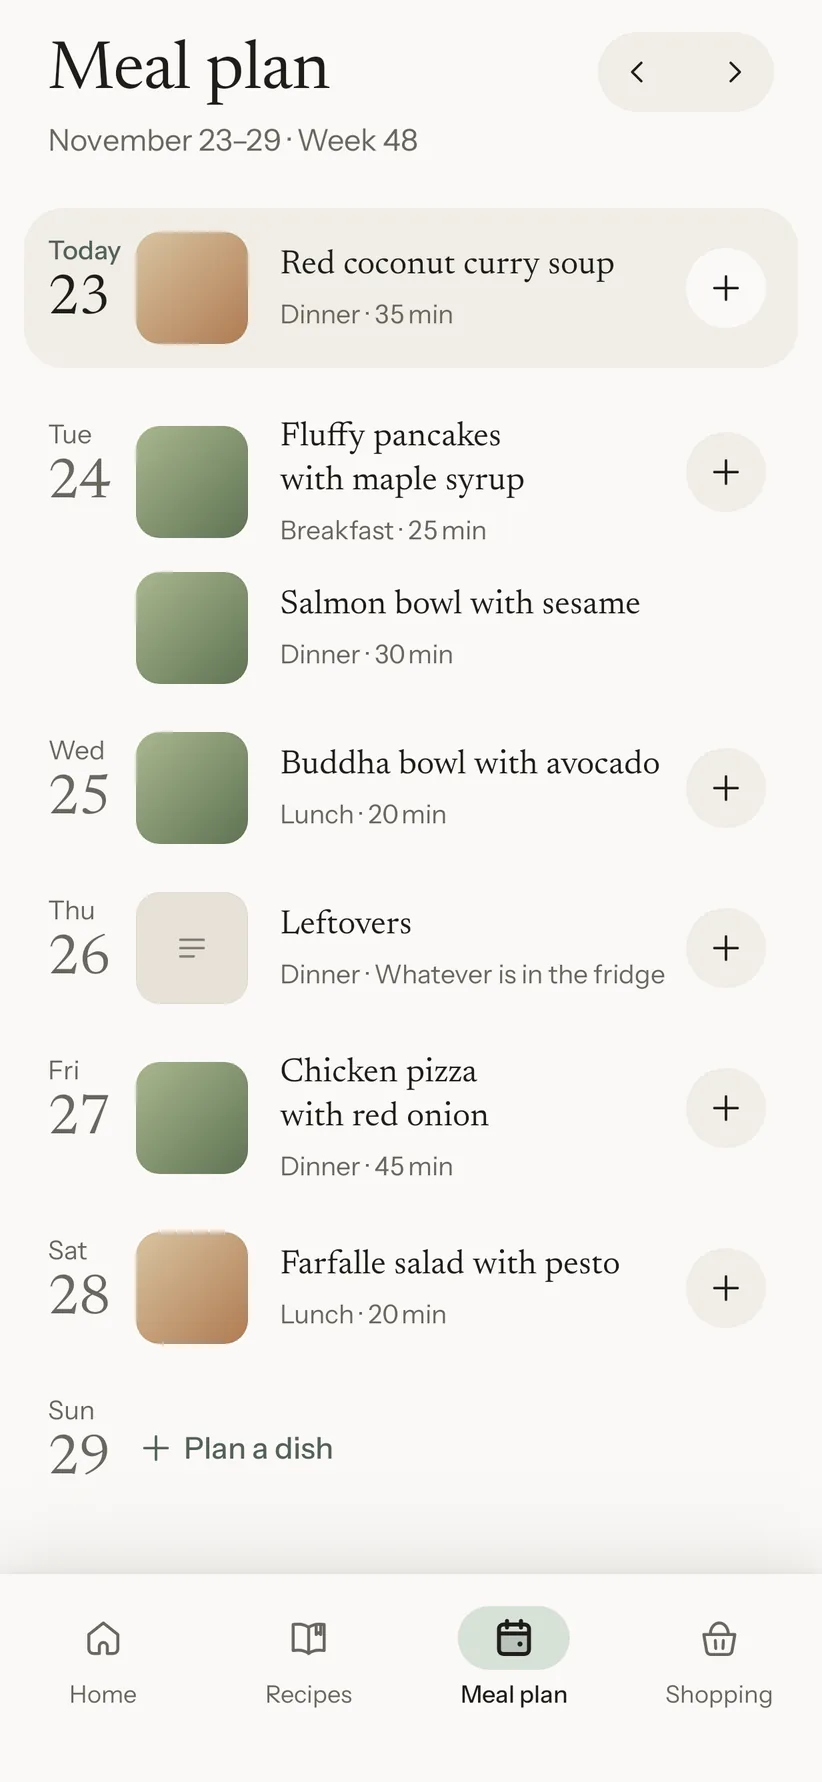 Meal plan
November 23–29 · Week 48
Today
23
Red coconut curry soup
Dinner · 35 min
Tue
24
Fluffy pancakes
with maple syrup
Breakfast · 25 min
Salmon bowl with sesame
Dinner · 30 min
Wed
25
Buddha bowl with avocado
Lunch · 20 min
Thu
26
Leftovers
Dinner · Whatever is in the fridge
Fri
27
Chicken pizza
with red onion
Dinner · 45 min
Sat
28
Farfalle salad with pesto
Lunch · 20 min
Sun
29
+ Plan a dish
Home
Recipes
Meal plan
Shopping